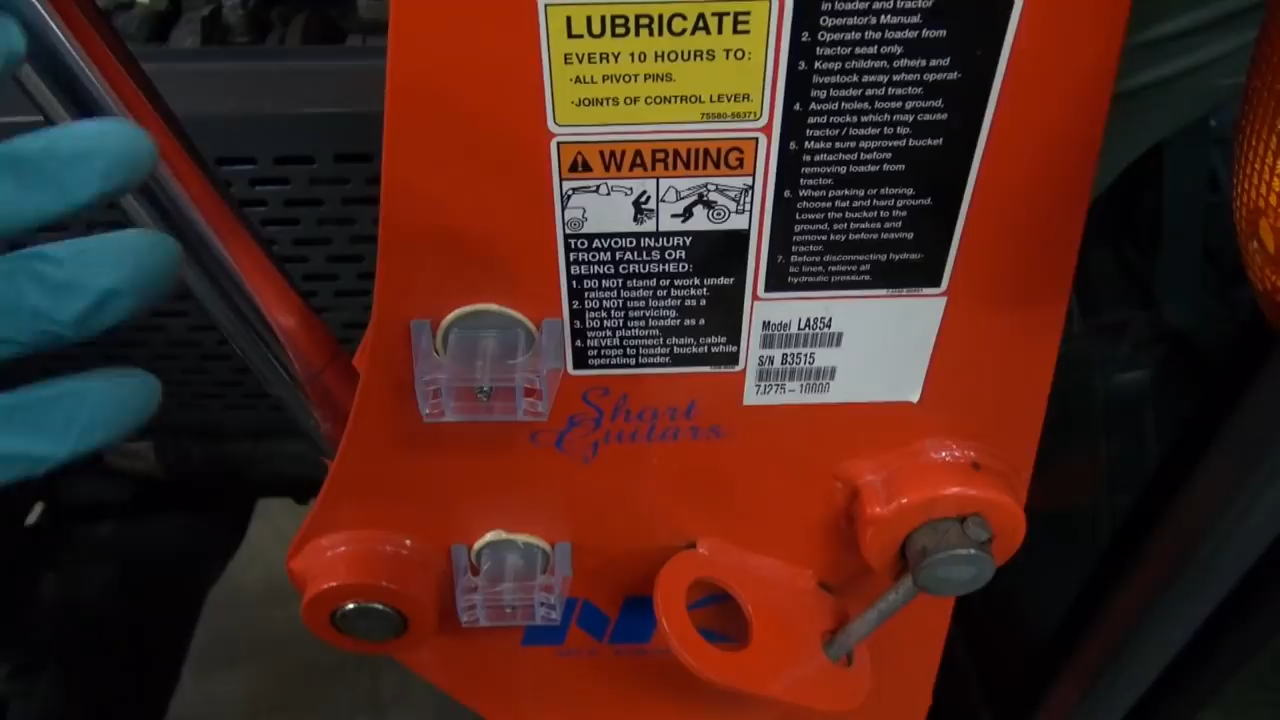 LUBRICATE
EVERY 10 HOURS TO:
·ALL PIVOT PINS.
·JOINTS OF CONTROL LEVER.
75580-56371
WARNING
TO AVOID INJURY
FROM FALLS OR
BEING CRUSHED:
1. DO NOT stand or work under
raised loader or bucket.
2. DO NOT use loader as a
jack for servicing.
3. DO NOT use loader as a
work platform.
4. NEVER connect chain, cable
or rope to loader bucket while
operating loader.
in loader and tractor
Operator's Manual.
2. Operate the loader from
tractor seat only.
3. Keep children, others and
livestock away when operat-
ing loader and tractor.
4. Avoid holes, loose ground,
and rocks which may cause
tractor / loader to tip.
5. Make sure approved bucket
is attached before
removing loader from
tractor.
6. When parking or storing,
choose flat and hard ground.
Lower the bucket to the
ground, set brakes and
remove key before leaving
tractor.
7. Before disconnecting hydrau-
lic lines, relieve all
hydraulic pressure.
Model LA854
S/N B3515
7J275-10000
Short
Guitars